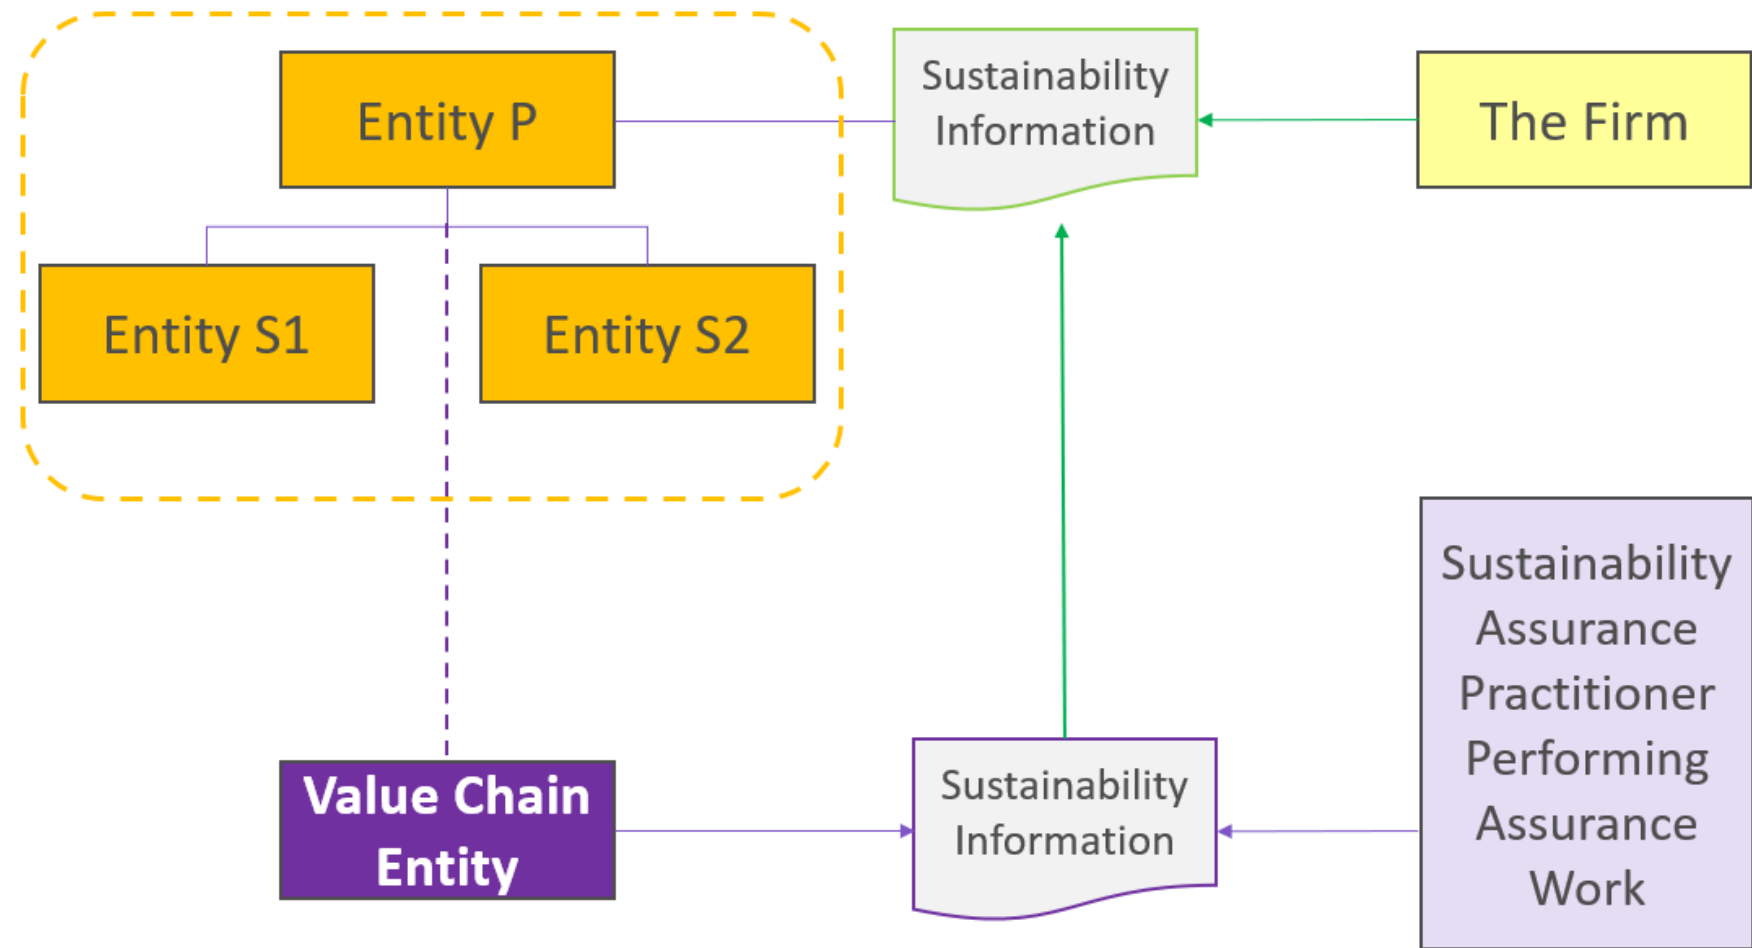 Entity P
Sustainability
Information
The Firm
Entity S1
Entity S2
Value Chain
Entity
Sustainability
Information
Sustainability
Assurance
Practitioner
Performing
Assurance
Work